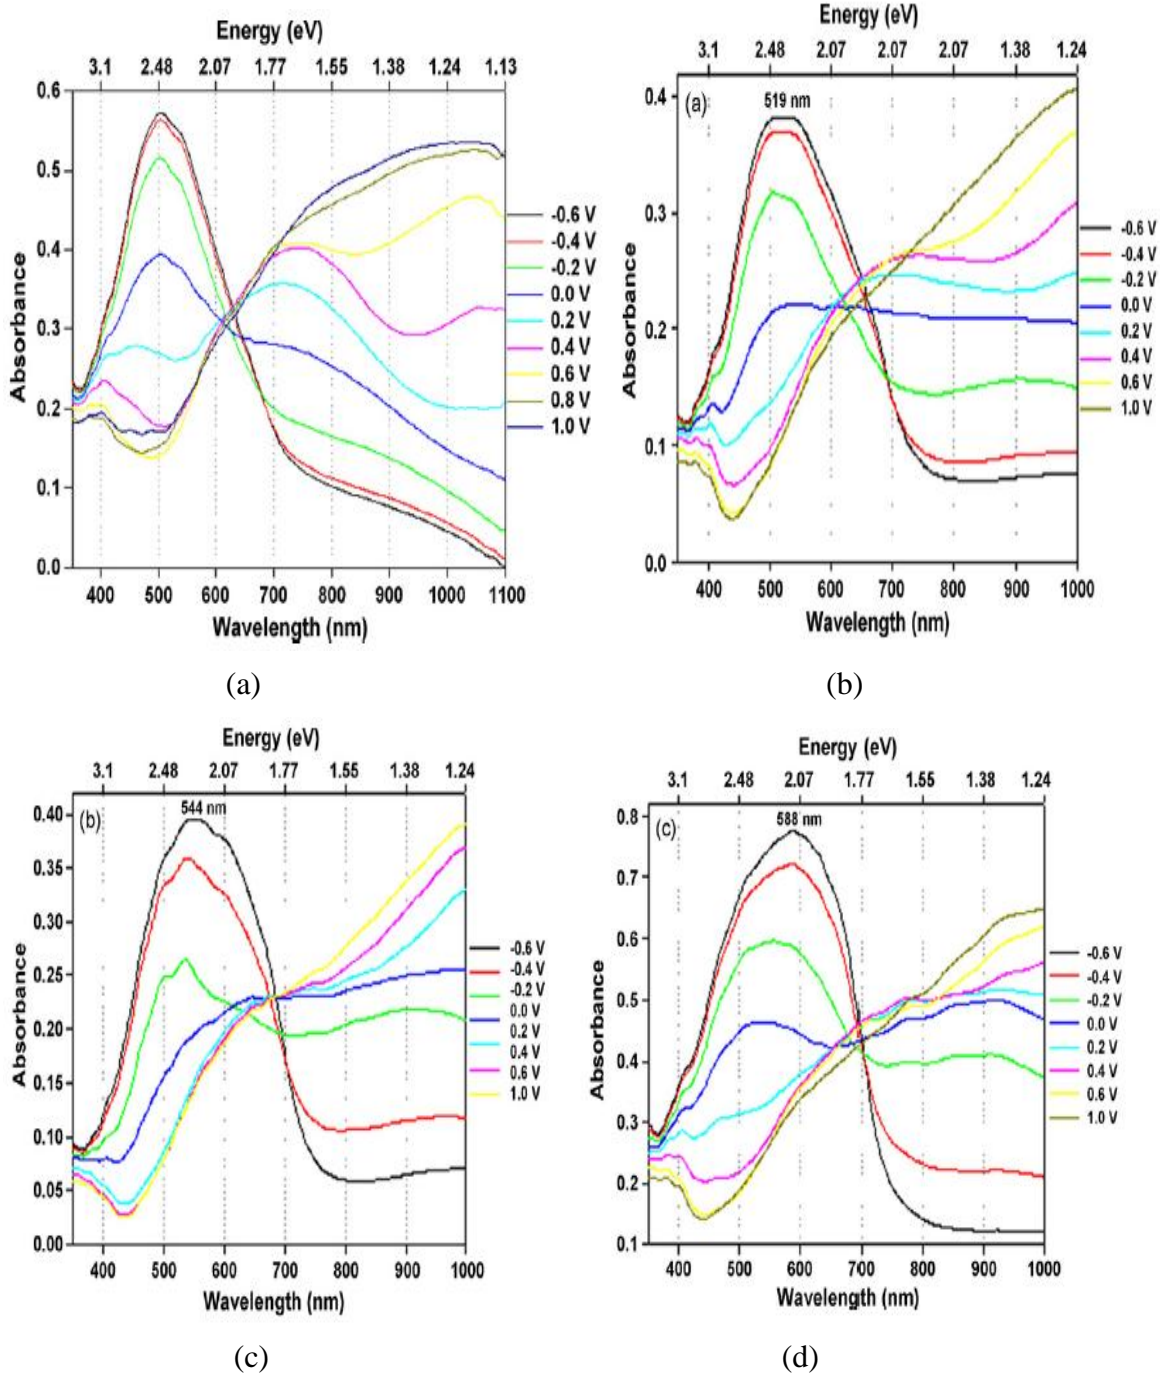 Energy (eV)
3.1 2.48 2.07 1.77 1.55 1.38 1.24 1.13
0.6
0.5
0.4
0.3
0.2
0.1
0.0
Absorbance
400 500 600 700 800 900 1000 1100
Wavelength (nm)
-0.6 V
-0.4 V
-0.2 V
0.0 V
0.2 V
0.4 V
0.6 V
0.8 V
1.0 V
(a)
Energy (eV)
3.1 2.48 2.07 2.07 2.07 1.38 1.24
(a)
519 nm
0.4
0.3
0.2
0.1
0.0
Absorbance
400 500 600 700 800 900 1000
Wavelength (nm)
-0.6 V
-0.4 V
-0.2 V
0.0 V
0.2 V
0.4 V
0.6 V
1.0 V
(b)
Energy (eV)
3.1 2.48 2.07 1.77 1.55 1.38 1.24
(b)
544 nm
0.40
0.35
0.30
0.25
0.20
0.15
0.10
0.05
0.00
Absorbance
400 500 600 700 800 900 1000
Wavelength (nm)
-0.6 V
-0.4 V
-0.2 V
0.0 V
0.2 V
0.4 V
0.6 V
1.0 V
(c)
Energy (eV)
3.1 2.48 2.07 1.77 1.55 1.38 1.24
(c)
588 nm
0.8
0.7
0.6
0.5
0.4
0.3
0.2
0.1
Absorbance
400 500 600 700 800 900 1000
Wavelength (nm)
-0.6 V
-0.4 V
-0.2 V
0.0 V
0.2 V
0.4 V
0.6 V
1.0 V
(d)